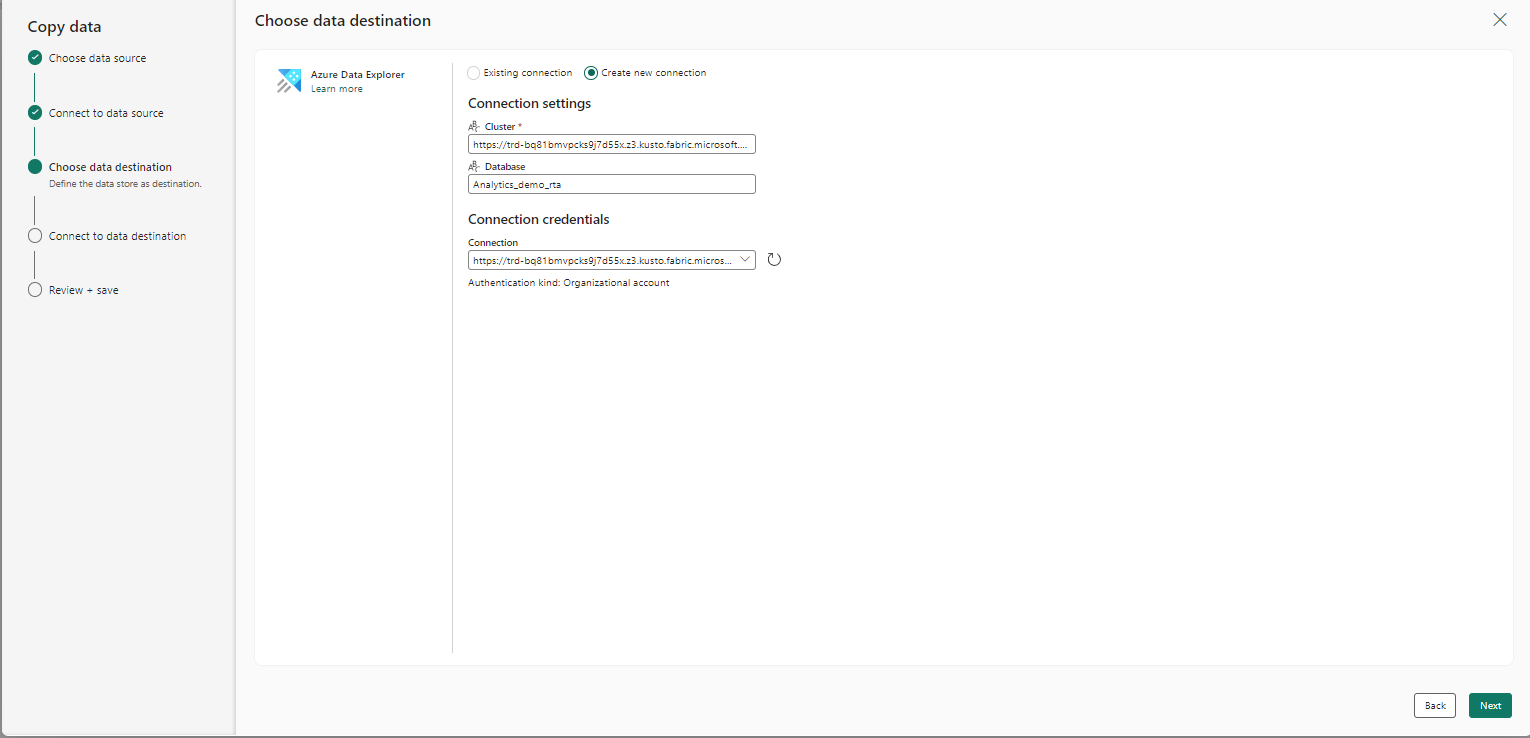 Copy data
Choose data source
Connect to data source
Choose data destination
Define the data store as destination.
Connect to data destination
Review + save
Choose data destination
Azure Data Explorer
Learn more
Existing connection
Create new connection
Connection settings
Cluster *
https://trd-bq81bmvpcks9j7d55x.z3.kusto.fabric.microsoft....
Database
Analytics_demo_rta
Connection credentials
Connection
https://trd-bq81bmvpcks9j7d55x.z3.kusto.fabric.micros...
Authentication kind: Organizational account
Back
Next